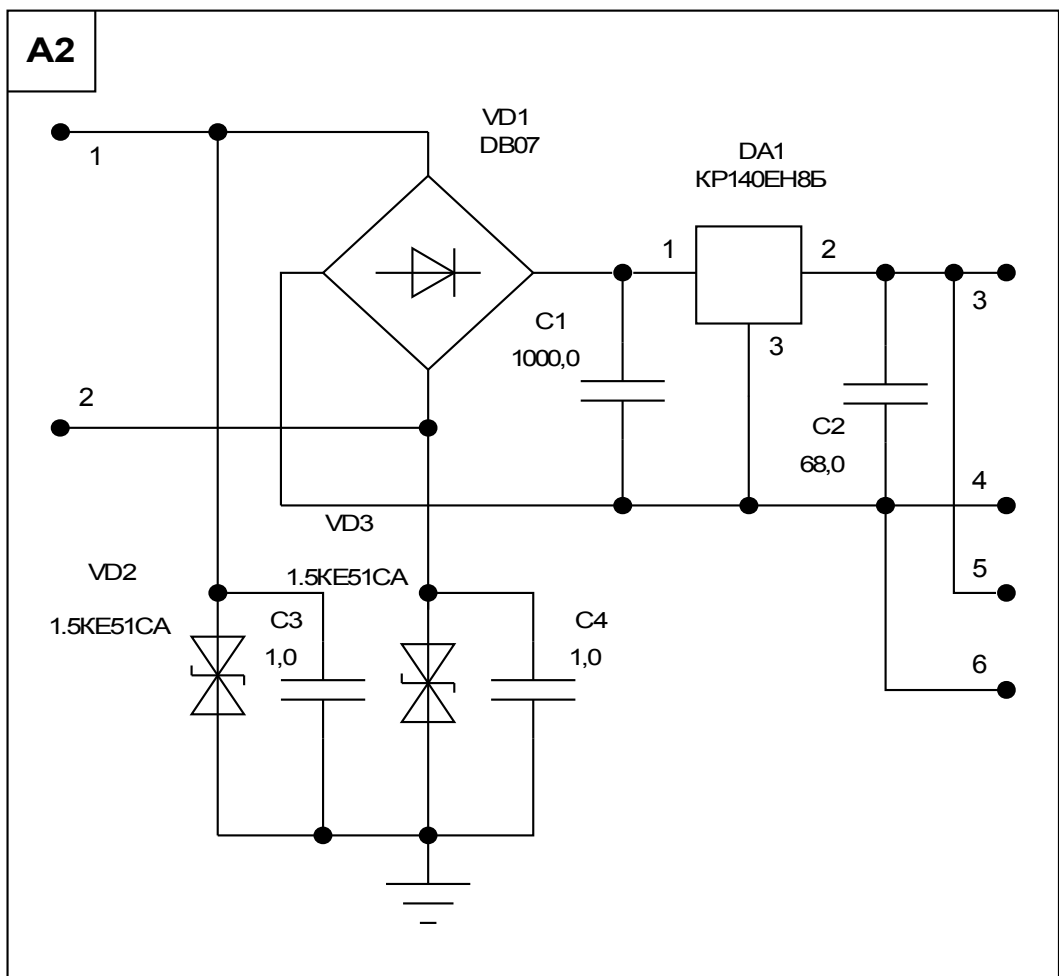 A2
VD1
DB07
1
DA1
КР140ЕН8Б
1
2
3
3
C1
1000,0
2
C2
68,0
4
VD3
VD2
1.5KE51CA
5
1.5KE51CA
C3
1,0
C4
1,0
6